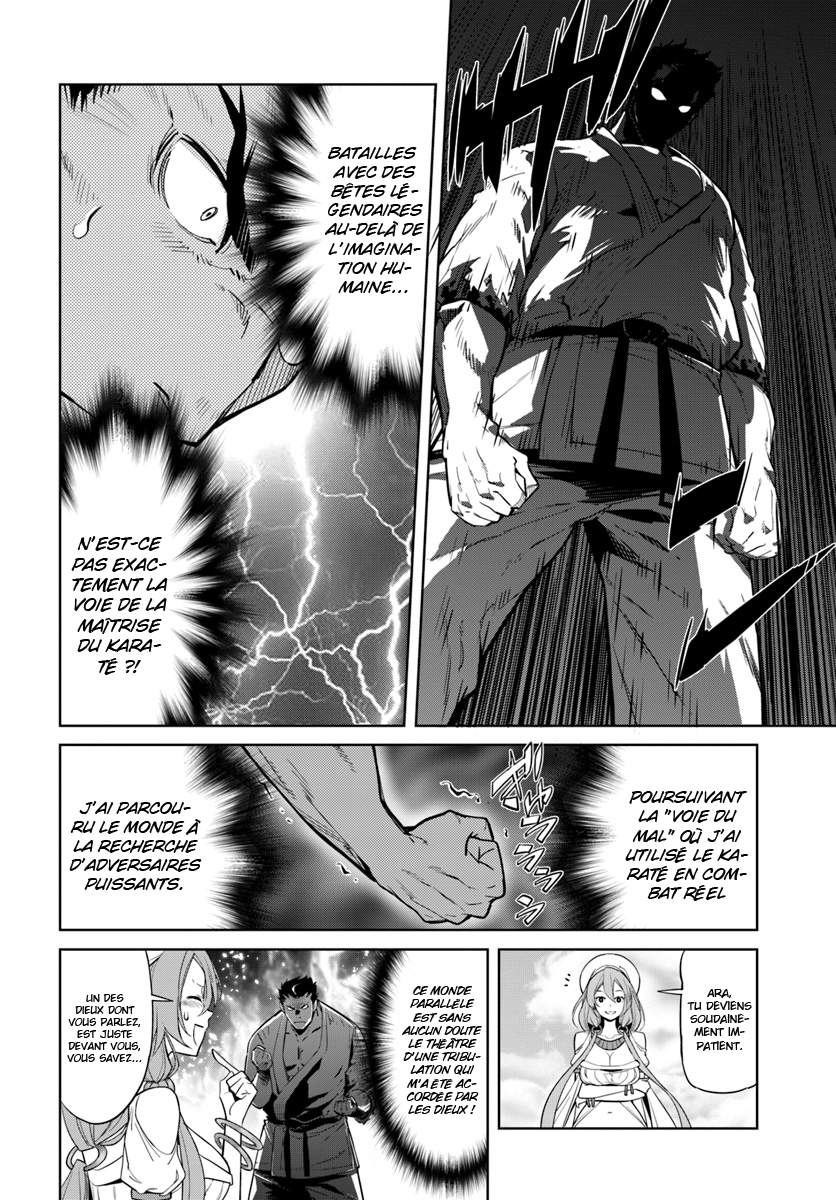 BATAILLES
AVEC DES
BÊTES LÉ-
GENDAIRES
AU-DELÀ DE
L'IMAGINA-
TION HU-
MAINE...
N'EST-CE
PAS EXAC-
TEMENT LA
VOIE DE LA
MAÎTRISE
DU KARA-
TÉ ?!
POURSUIVANT
LA "VOIE DU
MAL" OÙ J'AI
UTILISÉ LE KA-
RATÉ EN COM-
BAT RÉEL
J'AI PARCOU-
RU LE MONDE À
LA RECHERCHE
D'ADVERSAIRES
PUISSANTS.
ARA,
TU DEVIENS
SOUDAINE-
MENT IM-
PATIENT.
CE MONDE
PARALLÈLE
EST SANS
AUCUN DOUTE
LE THÉÂTRE
D'UNE TRIBU-
LATION QUI
M'A ÉTÉ AC-
CORDÉE PAR
LES DIEUX !
UN DES
DIEUX DONT
VOUS PARLEZ,
EST JUSTE
DEVANT VOUS,
VOUS SAVEZ...